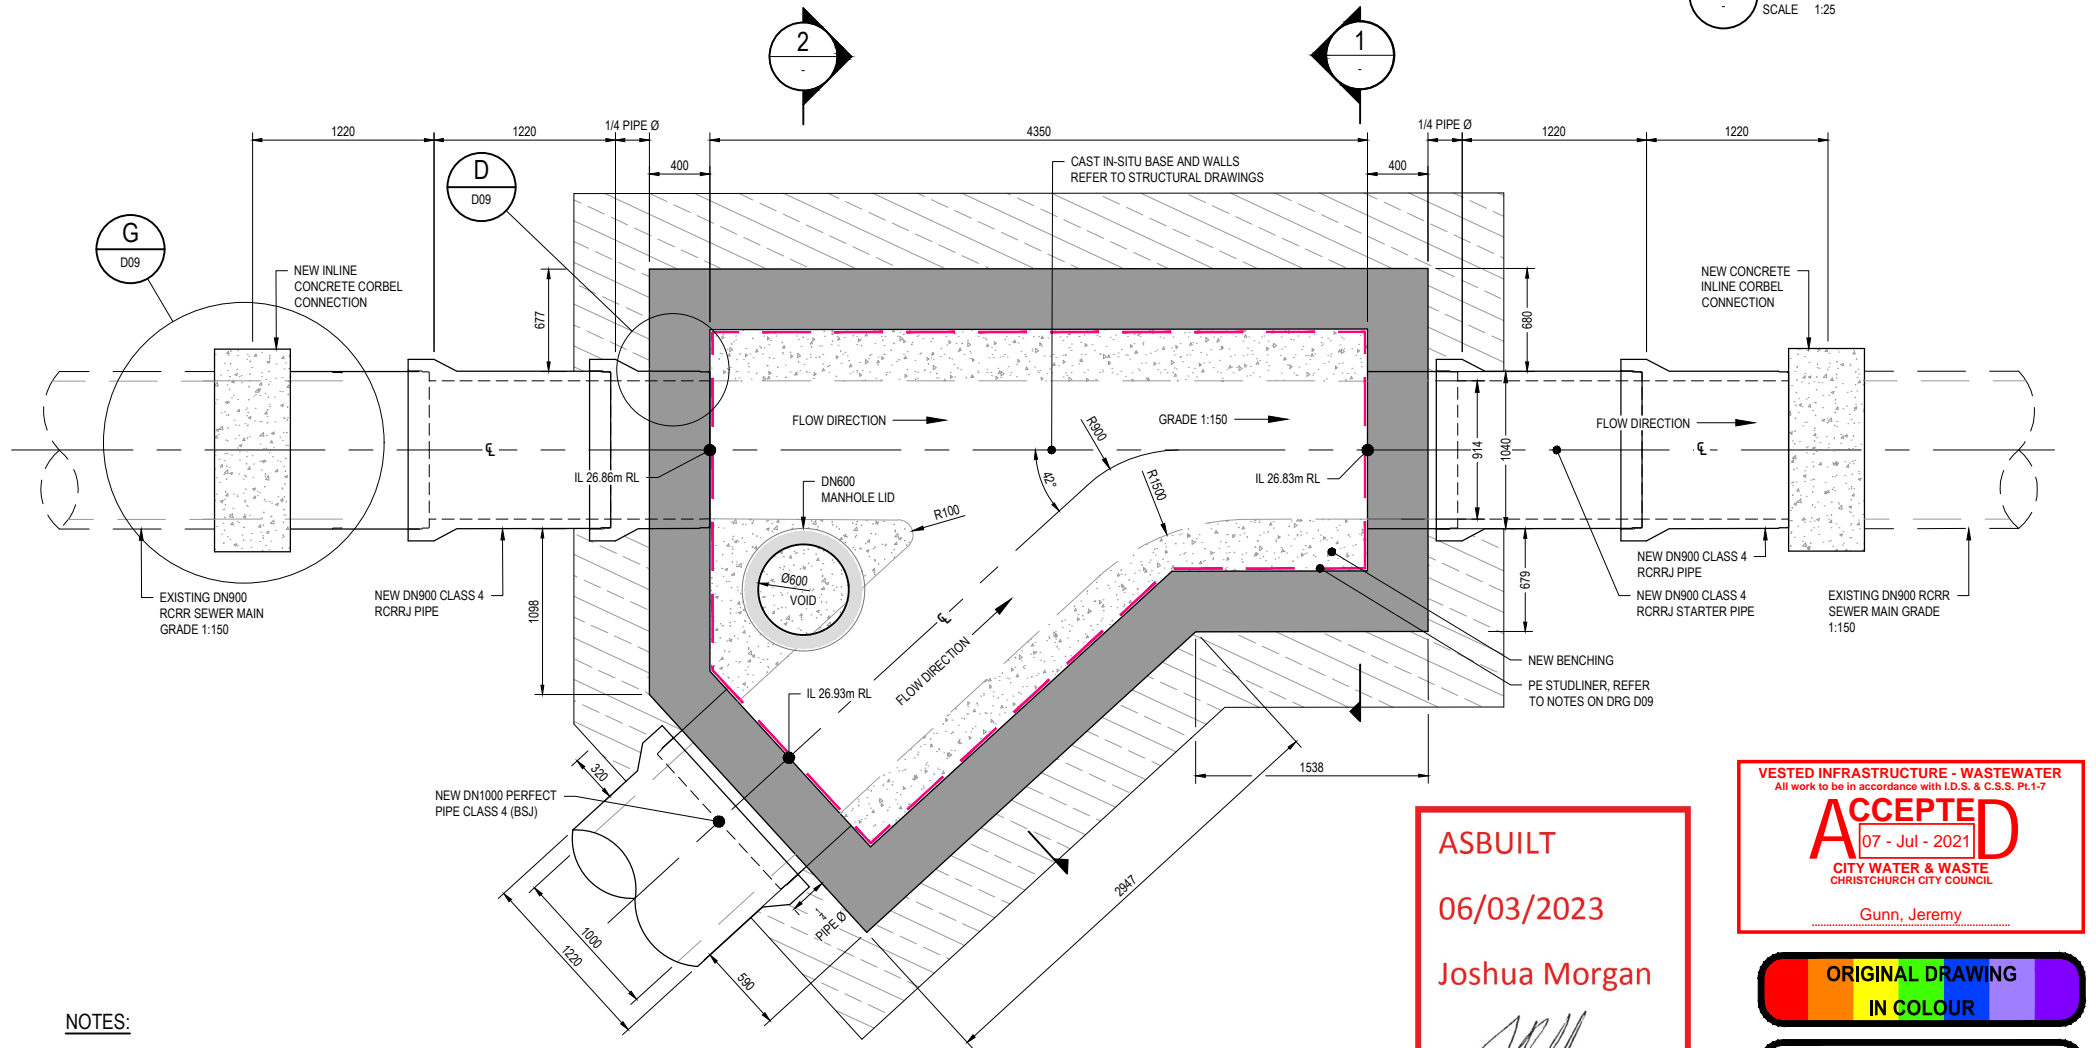 SCALE 1:25
2
-
1
-
-
1220
1220
1/4 PIPE Ø
4350
1/4 PIPE Ø
1220
1220
400
400
CAST IN-SITU BASE AND WALLS
REFER TO STRUCTURAL DRAWINGS
D
D09
G
D09
NEW INLINE
CONCRETE CORBEL
CONNECTION
NEW CONCRETE
INLINE CORBEL
CONNECTION
677
680
FLOW DIRECTION
GRADE 1:150
FLOW DIRECTION
R900
42°
R1500
914
1040
℄
℄
IL 26.86m RL
IL 26.83m RL
DN600
MANHOLE LID
R100
Ø600
VOID
EXISTING DN900
RCRR SEWER MAIN
GRADE 1:150
NEW DN900 CLASS 4
RCRRJ PIPE
1098
NEW DN900 CLASS 4
RCRRJ PIPE
NEW DN900 CLASS 4
RCRRJ STARTER PIPE
EXISTING DN900 RCRR
SEWER MAIN GRADE
1:150
679
℄
FLOW DIRECTION
NEW BENCHING
PE STUDLINER, REFER
TO NOTES ON DRG D09
IL 26.93m RL
320
1538
NEW DN1000 PERFECT
PIPE CLASS 4 (BSJ)
2947
1/4
PIPE Ø
1000
1220
590
NOTES:
ASBUILT
06/03/2023
Joshua Morgan
VESTED INFRASTRUCTURE - WASTEWATER
All work to be in accordance with I.D.S. & C.S.S. Pt.1-7
ACCEPTED
07 - Jul - 2021
CITY WATER & WASTE
CHRISTCHURCH CITY COUNCIL
Gunn, Jeremy
ORIGINAL DRAWING
IN COLOUR